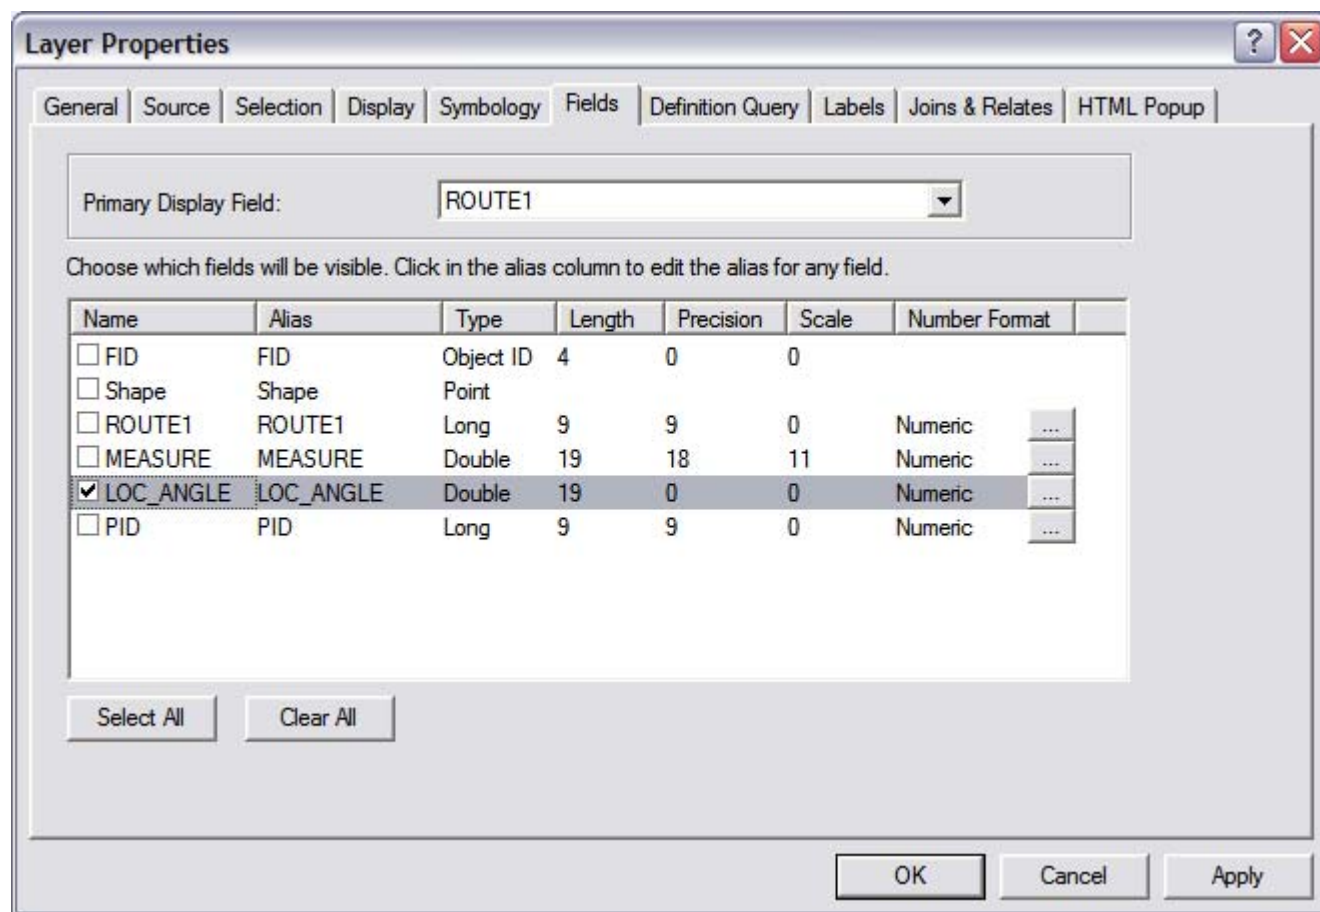 Layer Properties
General Source Selection Display Symbology Fields Definition Query Labels Joins & Relates HTML Popup
Primary Display Field: ROUTE1
Choose which fields will be visible. Click in the alias column to edit the alias for any field.
Name Alias Type Length Precision Scale Number Format
FID FID Object ID 4 0 0
Shape Shape Point
ROUTE1 ROUTE1 Long 9 9 0 Numeric ...
MEASURE MEASURE Double 19 18 11 Numeric ...
LOC_ANGLE LOC_ANGLE Double 19 0 0 Numeric ...
PID PID Long 9 9 0 Numeric ...
Select All Clear All
OK Cancel Apply